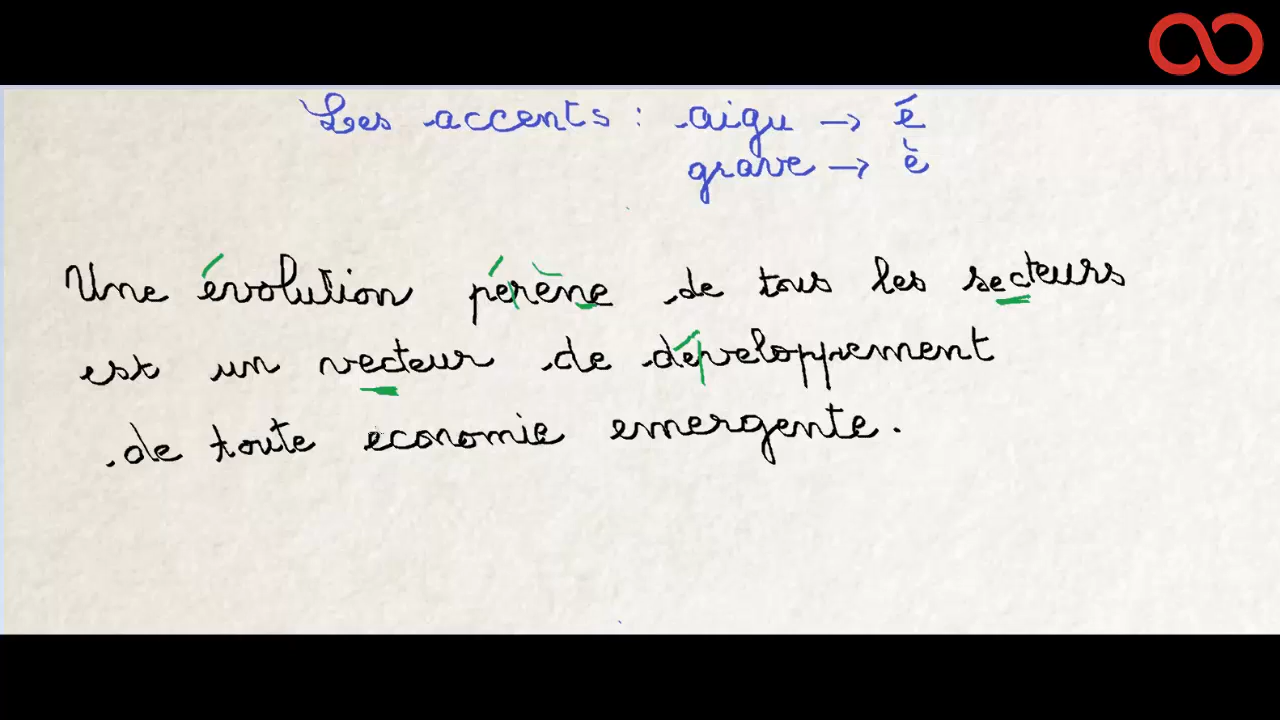 Les accents : aigu → é
grave → è
Une évolution pérène de tous les secteurs
est un vecteur de développement
de toute economie emergente.